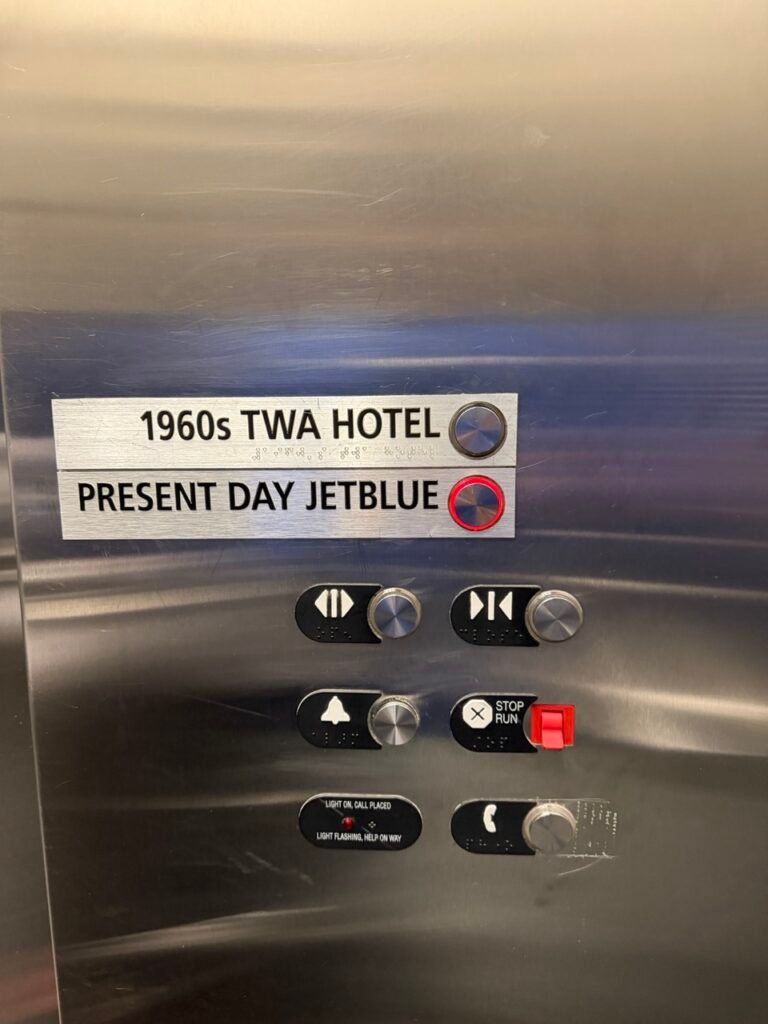 1960s TWA HOTEL
PRESENT DAY JETBLUE
STOP
RUN
LIGHT ON, CALL PLACED
LIGHT FLASHING, HELP ON WAY